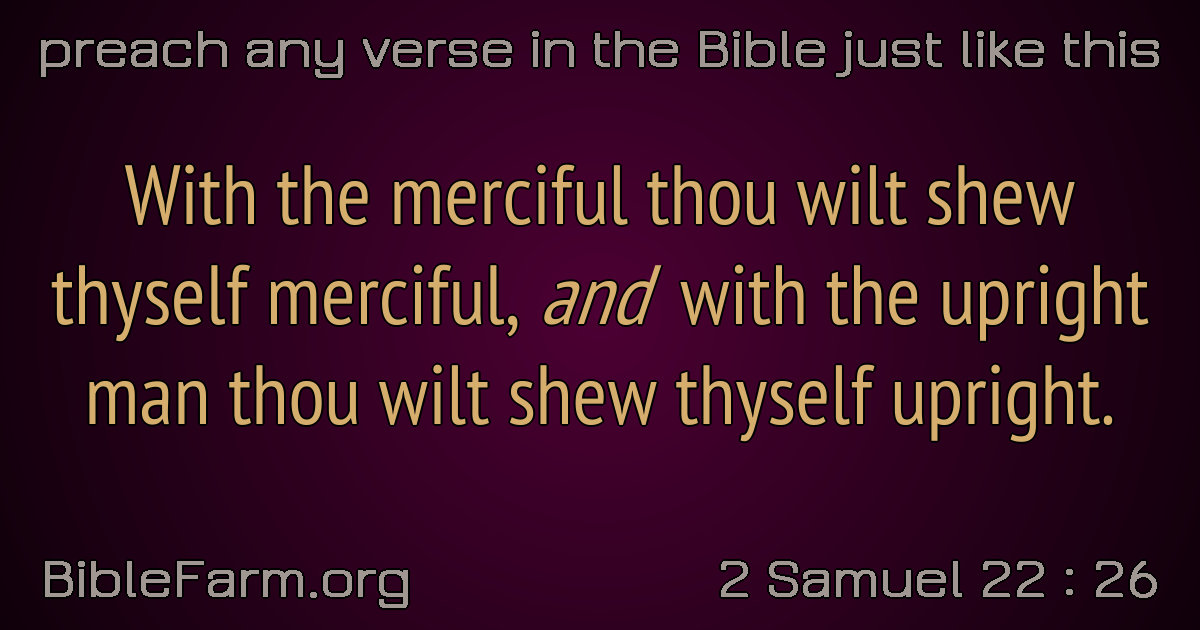 preach any verse in the Bible just like this
With the merciful thou wilt shew
thyself merciful, and with the upright
man thou wilt shew thyself upright.
BibleFarm.org
2 Samuel 22 : 26